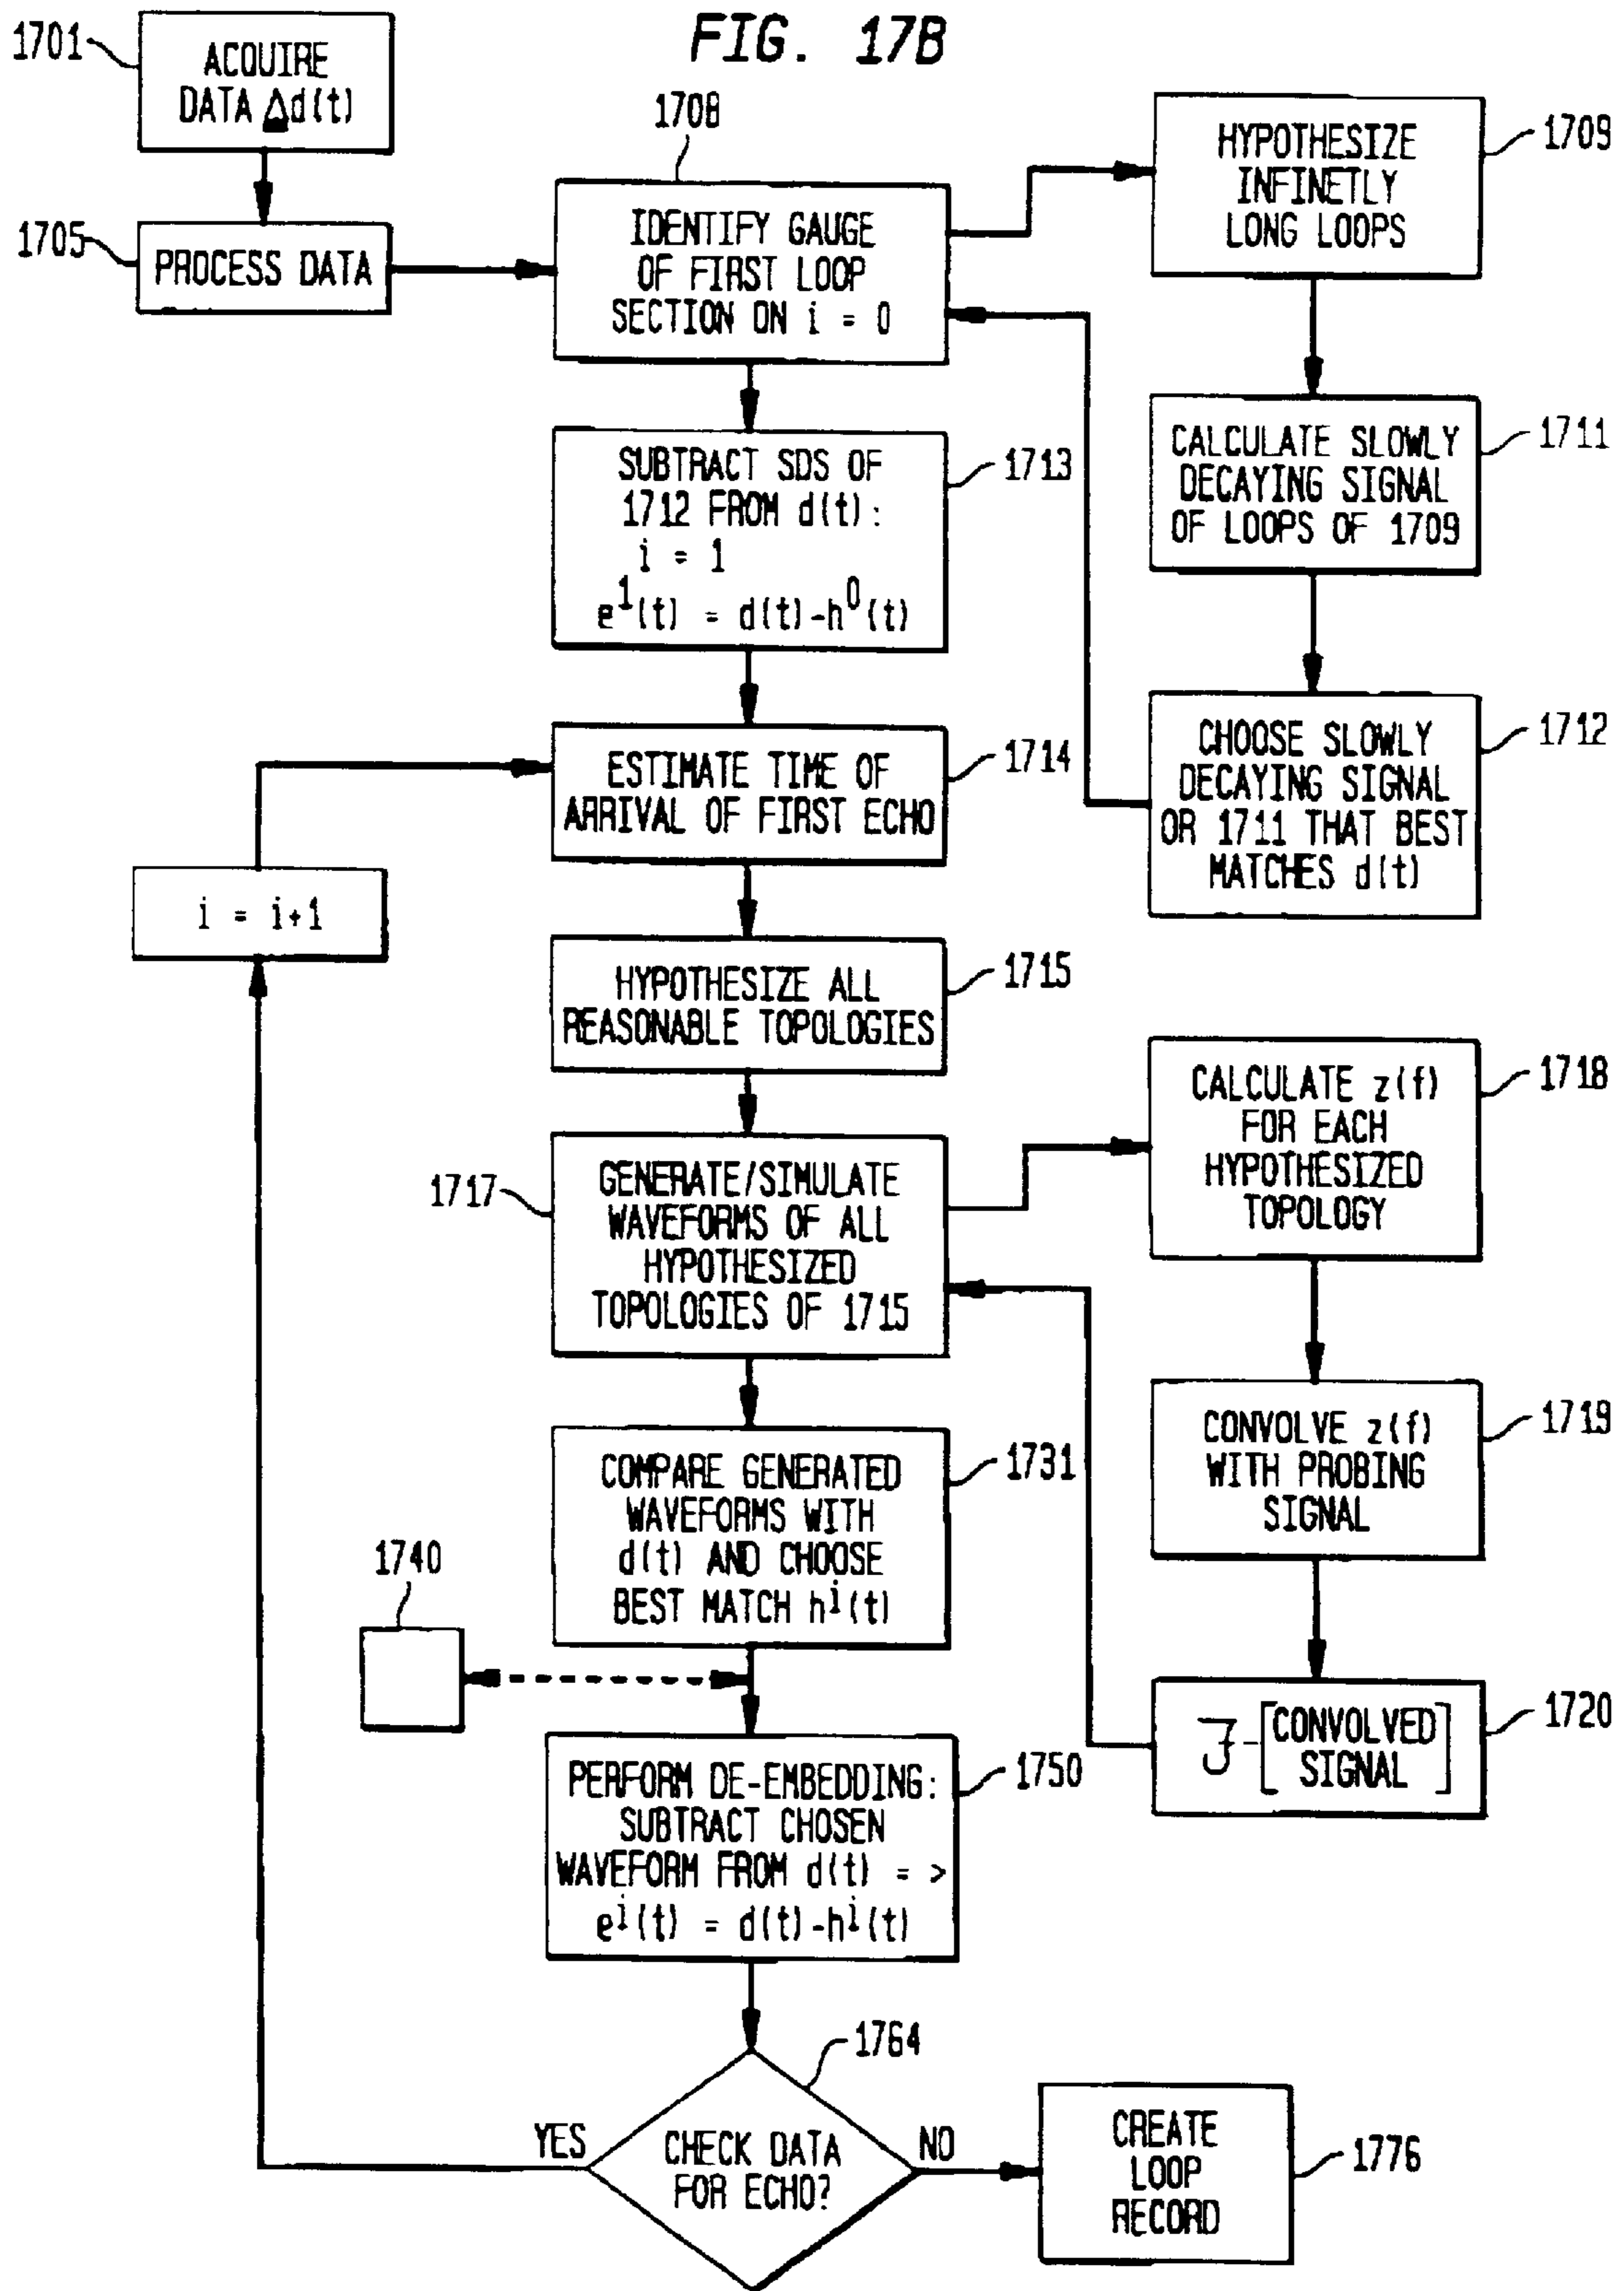 FIG. 17B
1701
ACQUIRE
DATA Δd(t)
1705
PROCESS DATA
1708
IDENTIFY GAUGE
OF FIRST LOOP
SECTION ON i = 0
1709
HYPOTHESIZE
INFINETLY
LONG LOOPS
1711
CALCULATE SLOWLY
DECAYING SIGNAL
OF LOOPS OF 1709
1712
CHOOSE SLOWLY
DECAYING SIGNAL
OR 1711 THAT BEST
MATCHES d(t)
1713
SUBTRACT SDS OF
1712 FROM d(t):
i = 1
e¹(t) = d(t)-h⁰(t)
1714
ESTIMATE TIME OF
ARRIVAL OF FIRST ECHO
i = i+1
1715
HYPOTHESIZE ALL
REASONABLE TOPOLOGIES
1717
GENERATE/SIMULATE
WAVEFORMS OF ALL
HYPOTHESIZED
TOPOLOGIES OF 1715
1718
CALCULATE z(f)
FOR EACH
HYPOTHESIZED
TOPOLOGY
1719
CONVOLVE z(f)
WITH PROBING
SIGNAL
1720
ℱ-[CONVOLVED
SIGNAL]
1731
COMPARE GENERATED
WAVEFORMS WITH
d(t) AND CHOOSE
BEST MATCH hⁱ(t)
1740
1750
PERFORM DE-EMBEDDING:
SUBTRACT CHOSEN
WAVEFORM FROM d(t) = >
eⁱ(t) = d(t)-hⁱ(t)
1764
CHECK DATA
FOR ECHO?
YES
NO
1776
CREATE
LOOP
RECORD